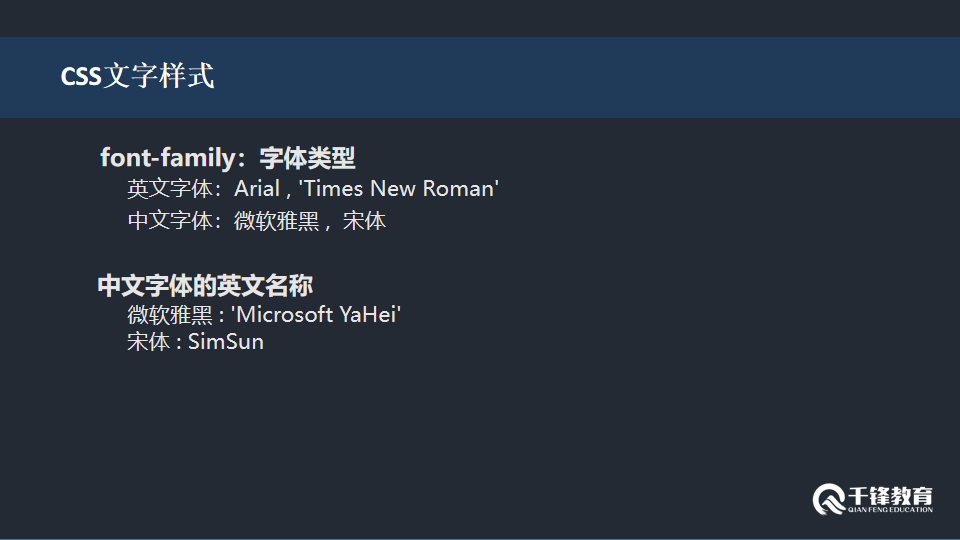 CSS文字样式
font-family：字体类型
英文字体：Arial , 'Times New Roman'
中文字体：微软雅黑 , 宋体
中文字体的英文名称
微软雅黑 : 'Microsoft YaHei'
宋体 : SimSun
千锋教育
QIAN FENG EDUCATION